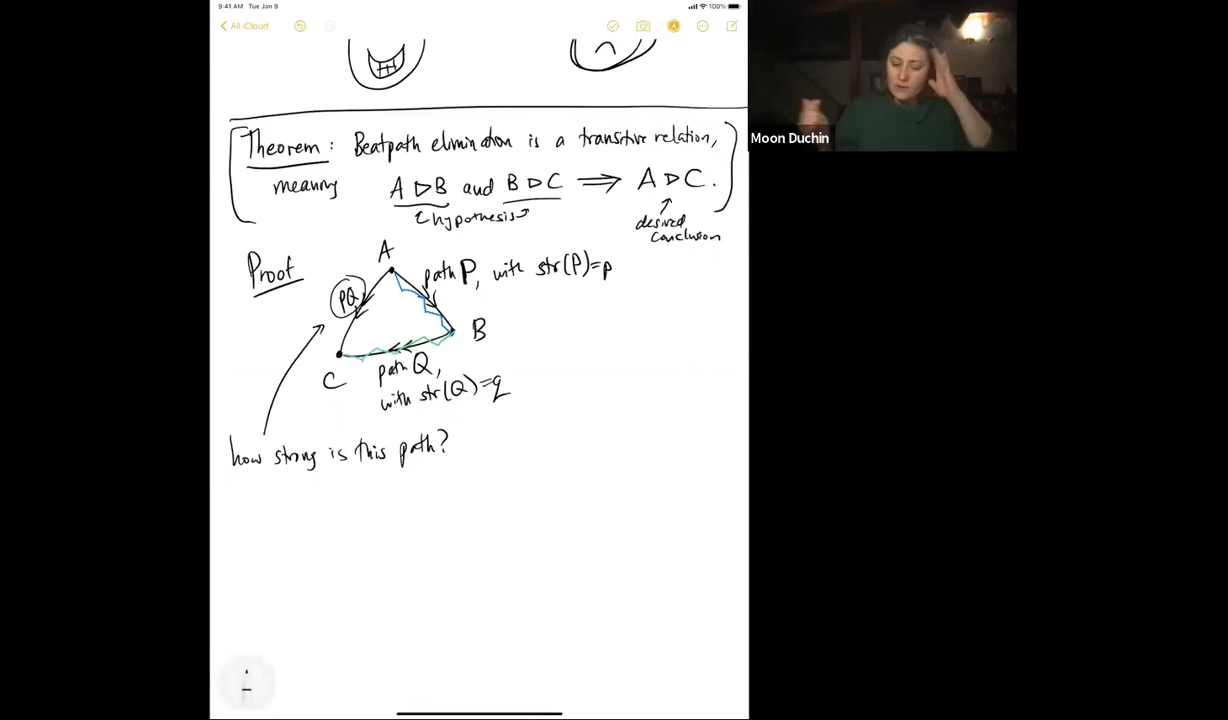 9:41 AM Tue Jan 9
100%
All iCloud
Theorem: Beatpath elimination is a transitive relation,
meaning A ▷ B and B ▷ C ⟹ A ▷ C.
hypothesis
desired
conclusion
Proof
A
path P, with str(P)=p
PQ
B
C
path Q,
with str(Q)=q
how strong is this path?
Moon Duchin